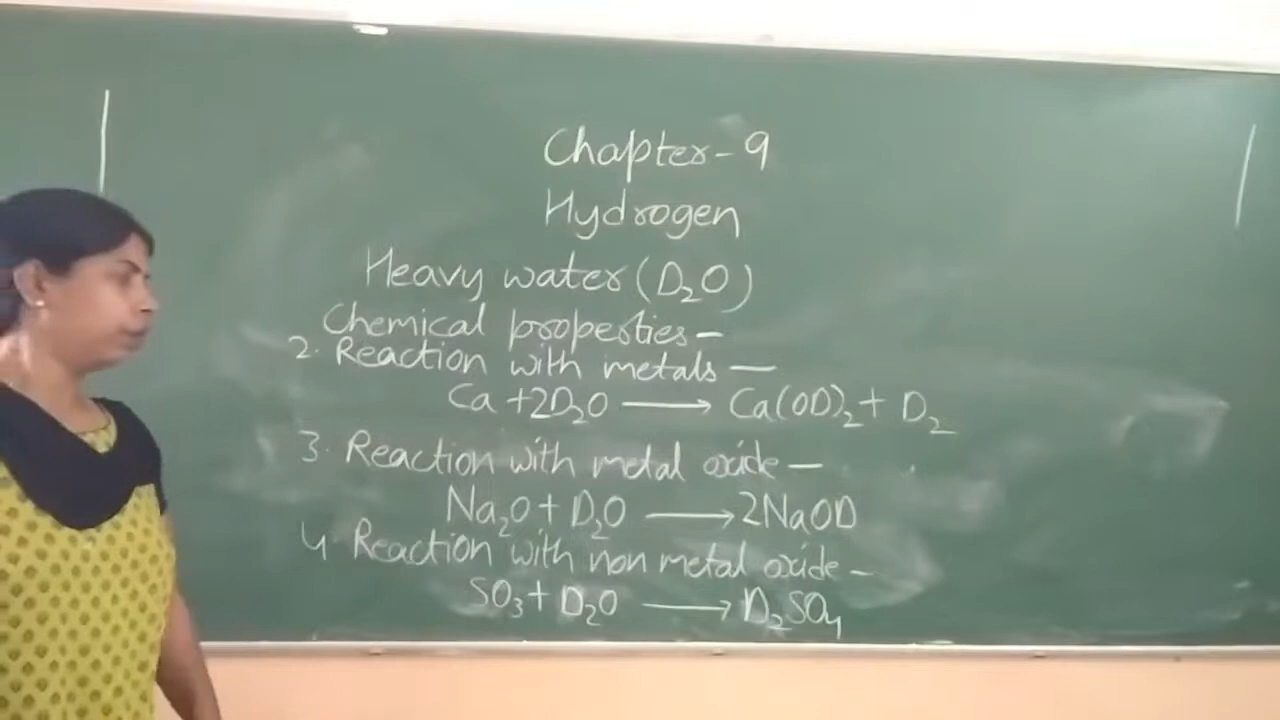 Chapter-9
Hydrogen
Heavy water (D₂O)
Chemical properties -
2. Reaction with metals —
Ca + 2D₂O ⟶ Ca(OD)₂ + D₂
3. Reaction with metal oxide —
Na₂O + D₂O ⟶ 2NaOD
4. Reaction with non metal oxide -
SO₃ + D₂O ⟶ D₂SO₄